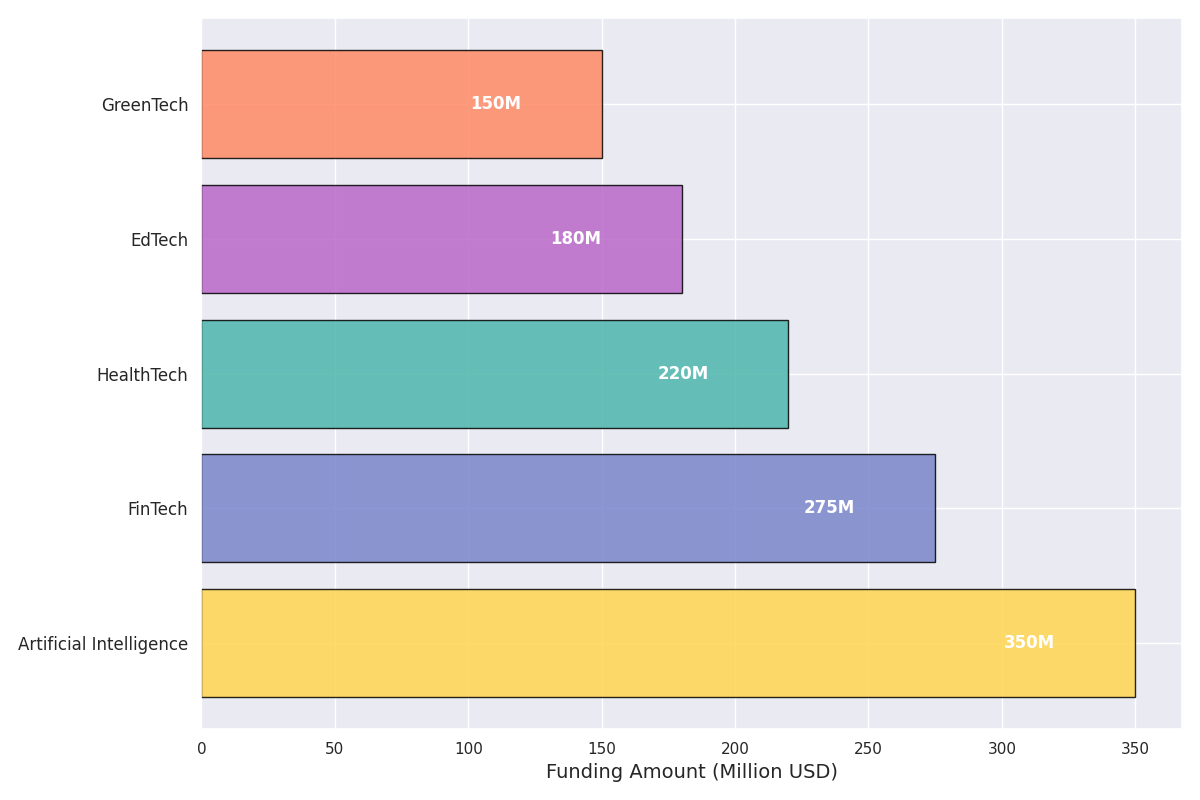 GreenTech
150M
EdTech
180M
HealthTech
220M
FinTech
275M
Artificial Intelligence
350M
0 50 100 150 200 250 300 350
Funding Amount (Million USD)